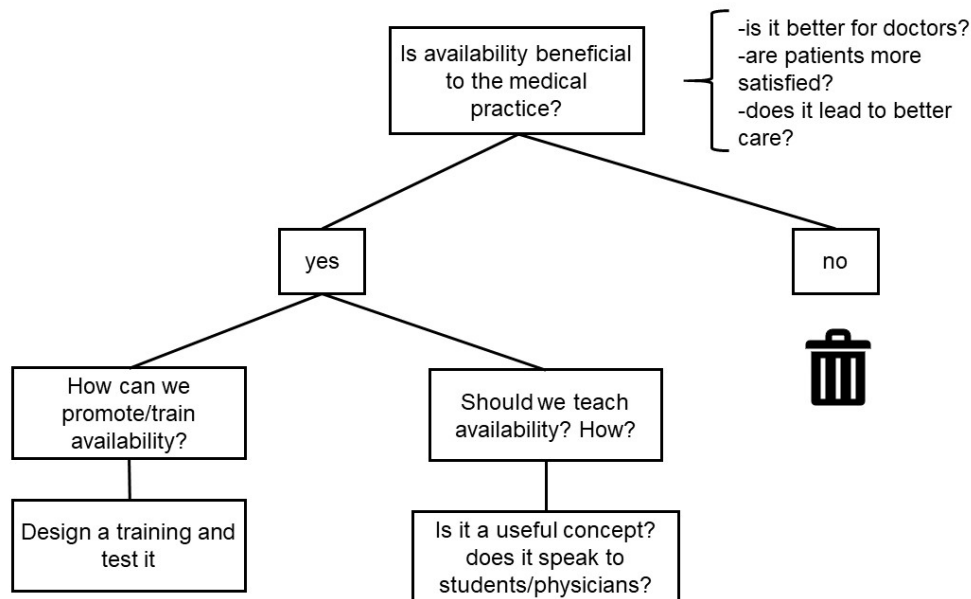 Is availability beneficial
to the medical
practice?
-is it better for doctors?
-are patients more
satisfied?
-does it lead to better
care?
yes
no
How can we
promote/train
availability?
Should we teach
availability? How?
Design a training and
test it
Is it a useful concept?
does it speak to
students/physicians?